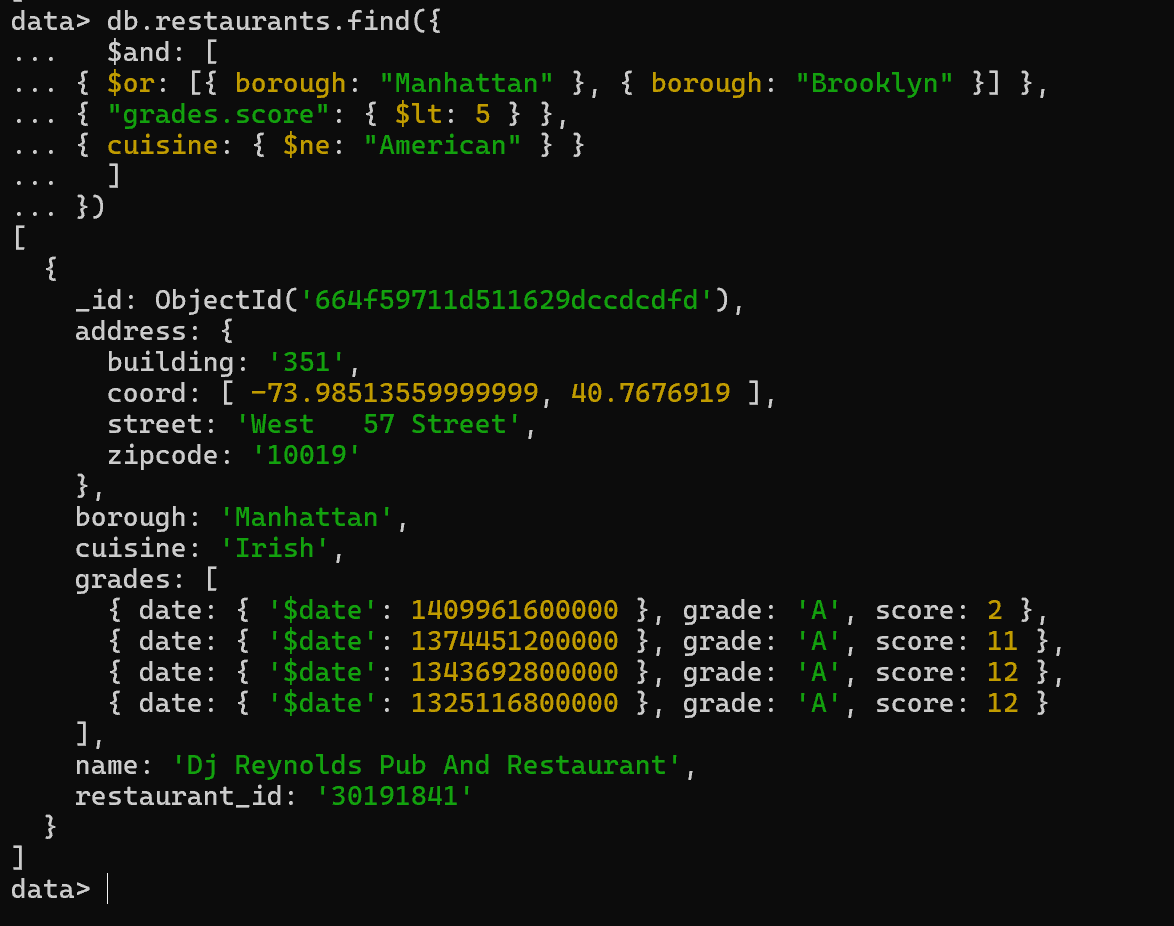 data> db.restaurants.find({
...   $and: [
... { $or: [{ borough: "Manhattan" }, { borough: "Brooklyn" }] },
... { "grades.score": { $lt: 5 } },
... { cuisine: { $ne: "American" } }
...   ]
... })
[
  {
    _id: ObjectId('664f59711d511629dccdcdfd'),
    address: {
      building: '351',
      coord: [ -73.98513559999999, 40.7676919 ],
      street: 'West   57 Street',
      zipcode: '10019'
    },
    borough: 'Manhattan',
    cuisine: 'Irish',
    grades: [
      { date: { '$date': 1409961600000 }, grade: 'A', score: 2 },
      { date: { '$date': 1374451200000 }, grade: 'A', score: 11 },
      { date: { '$date': 1343692800000 }, grade: 'A', score: 12 },
      { date: { '$date': 1325116800000 }, grade: 'A', score: 12 }
    ],
    name: 'Dj Reynolds Pub And Restaurant',
    restaurant_id: '30191841'
  }
]
data>